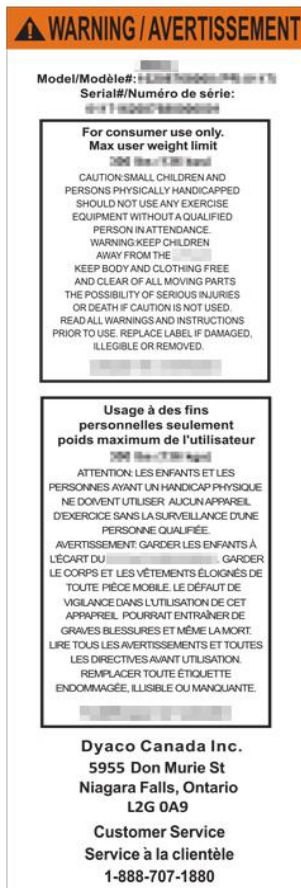 WARNING / AVERTISSEMENT
Model/Modèle#:
Serial#/Numéro de série:
For consumer use only.
Max user weight limit
CAUTION:SMALL CHILDREN AND
PERSONS PHYSICALLY HANDICAPPED
SHOULD NOT USE ANY EXERCISE
EQUIPMENT WITHOUT A QUALIFIED
PERSON IN ATTENDANCE.
WARNING:KEEP CHILDREN
AWAY FROM THE
KEEP BODY AND CLOTHING FREE
AND CLEAR OF ALL MOVING PARTS
THE POSSIBILITY OF SERIOUS INJURIES
OR DEATH IF CAUTION IS NOT USED.
READ ALL WARNINGS AND INSTRUCTIONS
PRIOR TO USE. REPLACE LABEL IF DAMAGED,
ILLEGIBLE OR REMOVED.
Usage à des fins
personnelles seulement
poids maximum de l'utilisateur
ATTENTION: LES ENFANTS ET LES
PERSONNES AYANT UN HANDICAP PHYSIQUE
NE DOIVENT UTILISER AUCUN APPAREIL
D'EXERCICE SANS LA SURVEILLANCE D'UNE
PERSONNE QUALIFIÉE.
AVERTISSEMENT: GARDER LES ENFANTS À
L'ÉCART DU . GARDER
LE CORPS ET LES VÊTEMENTS ÉLOIGNÉS DE
TOUTE PIÈCE MOBILE. LE DÉFAUT DE
VIGILANCE DANS L'UTILISATION DE CET
APPAPREIL POURRAIT ENTRAÎNER DE
GRAVES BLESSURES ET MÊME LA MORT.
LIRE TOUS LES AVERTISSEMENTS ET TOUTES
LES DIRECTIVES AVANT UTILISATION.
REMPLACER TOUTE ÉTIQUETTE
ENDOMMAGÉE, ILLISIBLE OU MANQUANTE.
Dyaco Canada Inc.
5955 Don Murie St
Niagara Falls, Ontario
L2G 0A9
Customer Service
Service à la clientèle
1-888-707-1880